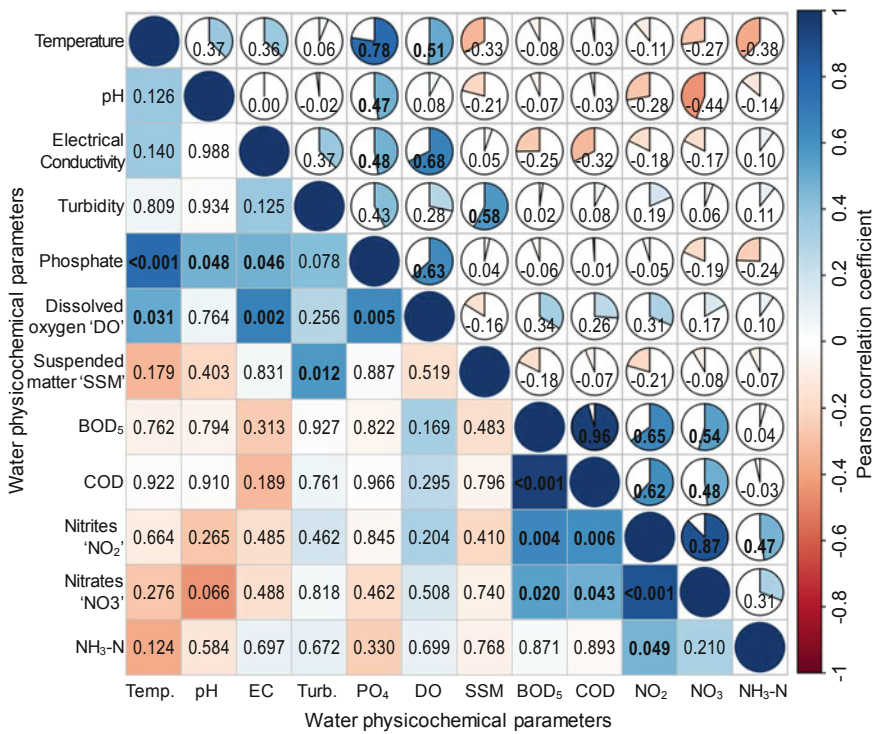 Temperature 0.37 0.36 0.06 0.78 0.51 -0.33 -0.08 -0.03 -0.11 -0.27 -0.38
pH 0.126 0.00 -0.02 0.47 0.08 -0.21 -0.07 -0.03 -0.28 -0.44 -0.14
Electrical
Conductivity 0.140 0.988 0.37 0.48 0.68 0.05 -0.25 -0.32 -0.18 -0.17 0.10
Turbidity 0.809 0.934 0.125 0.43 0.28 0.58 0.02 0.08 0.19 0.06 0.11
Phosphate <0.001 0.048 0.046 0.078 0.63 0.04 -0.06 -0.01 -0.05 -0.19 -0.24
Dissolved
oxygen 'DO' 0.031 0.764 0.002 0.256 0.005 -0.16 0.34 0.26 0.31 0.17 0.10
Suspended
matter 'SSM' 0.179 0.403 0.831 0.012 0.887 0.519 -0.18 -0.07 -0.21 -0.08 -0.07
BOD₅ 0.762 0.794 0.313 0.927 0.822 0.169 0.483 0.96 0.65 0.54 0.04
COD 0.922 0.910 0.189 0.761 0.966 0.295 0.796 <0.001 0.62 0.48 -0.03
Nitrites
'NO₂' 0.664 0.265 0.485 0.462 0.845 0.204 0.410 0.004 0.006 0.87 0.47
Nitrates
'NO3' 0.276 0.066 0.488 0.818 0.462 0.508 0.740 0.020 0.043 <0.001 0.31
NH₃-N 0.124 0.584 0.697 0.672 0.330 0.699 0.768 0.871 0.893 0.049 0.210
Temp. pH EC Turb. PO₄ DO SSM BOD₅ COD NO₂ NO₃ NH₃-N
Water physicochemical parameters
Water physicochemical parameters
1
0.8
0.6
0.4
0.2
0
-0.2
-0.4
-0.6
-0.8
-1
Pearson correlation coefficient